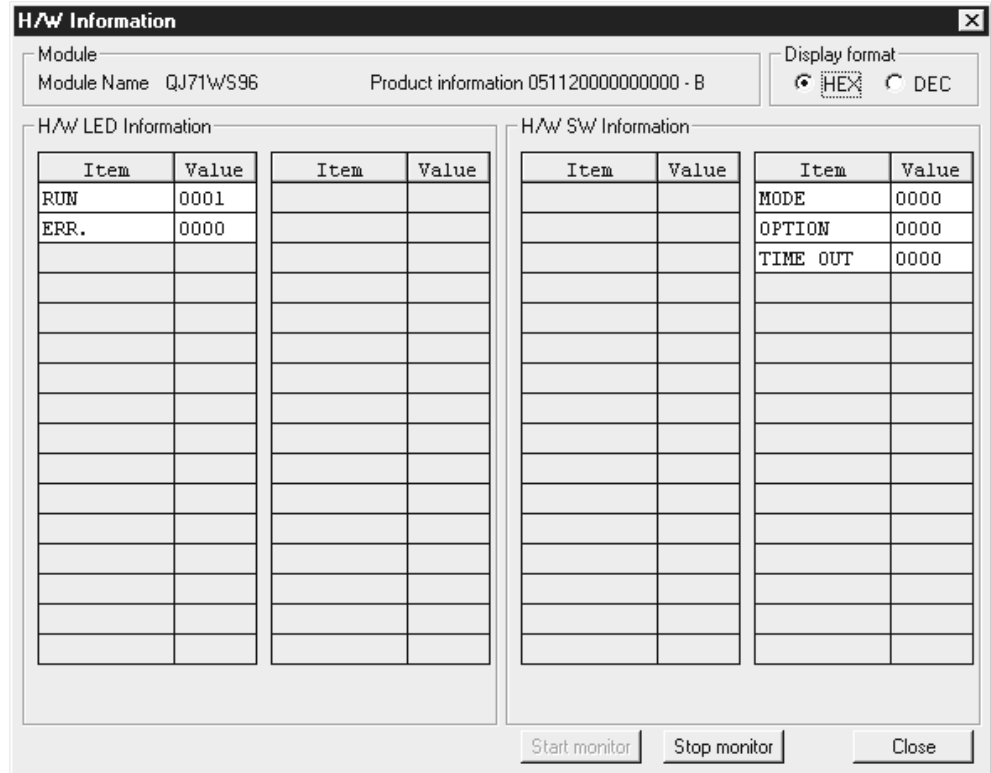 H/W Information
Module
Display format
Module Name QJ71WS96 Product information 051120000000000 - B
HEX DEC
H/W LED Information
H/W SW Information
Item Value Item Value Item Value Item Value
RUN 0001 MODE 0000
ERR. 0000 OPTION 0000
TIME OUT 0000
Start monitor Stop monitor Close